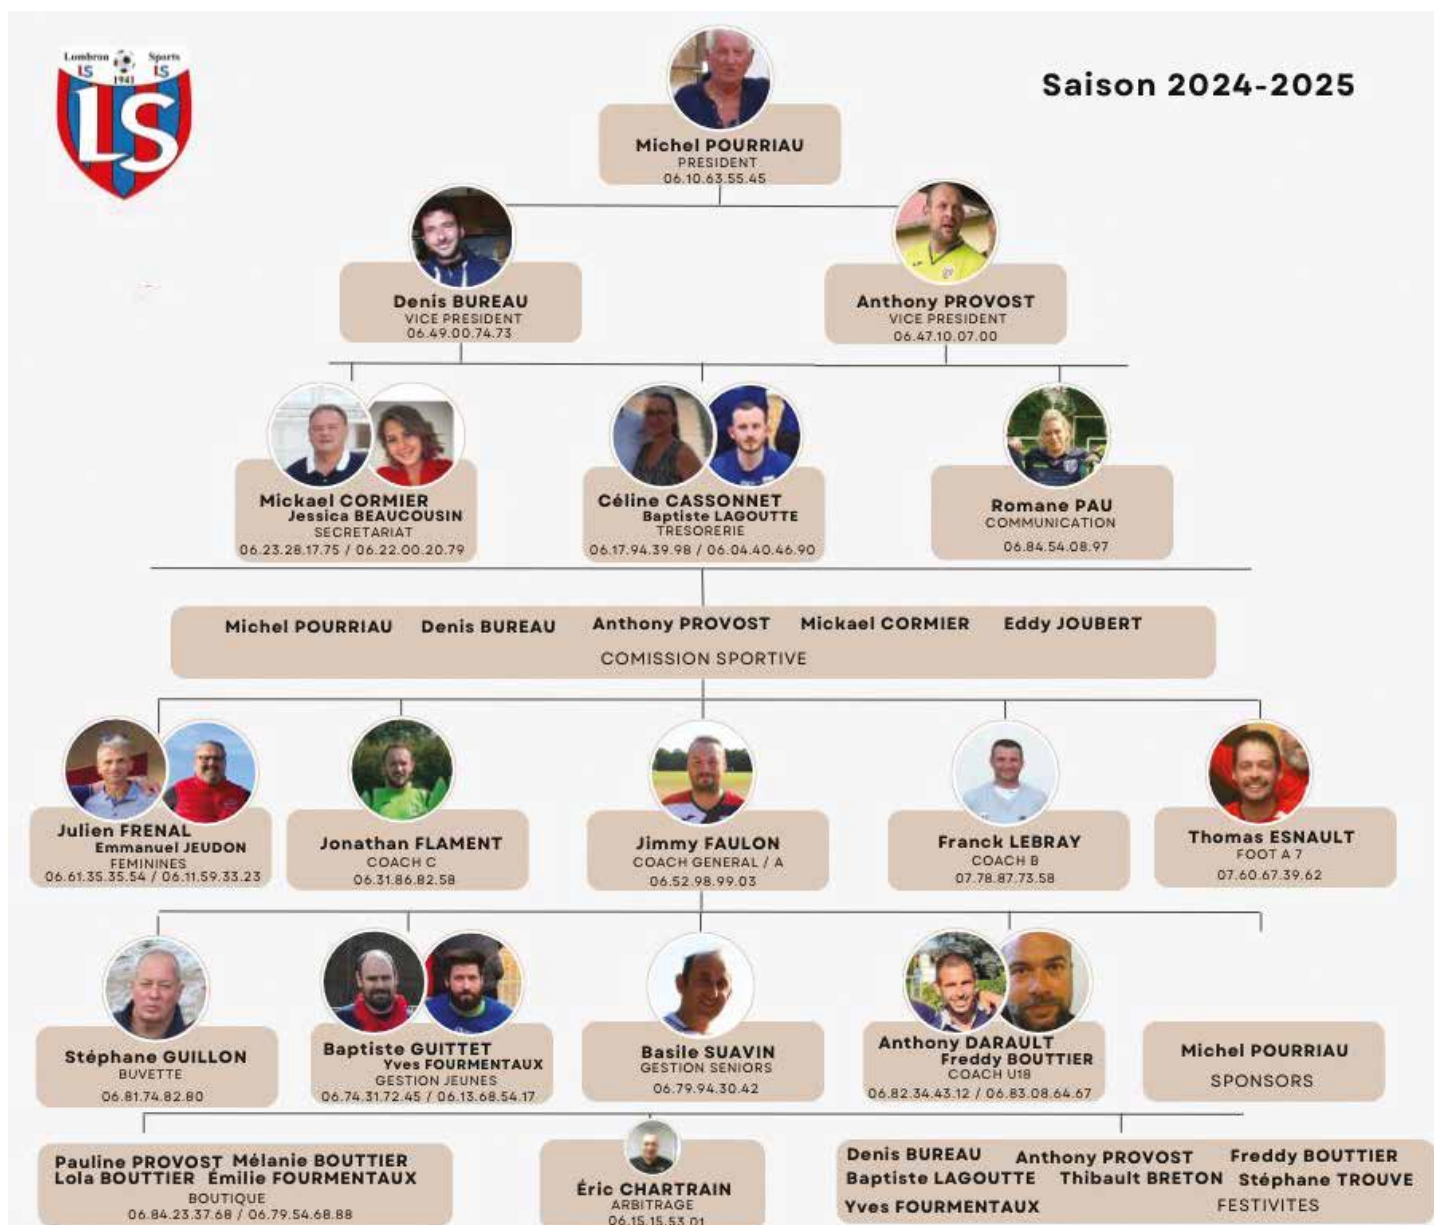 Lombron Sports
LS LS
1941
LS
Saison 2024-2025
Michel POURRIAU
PRESIDENT
06.10.63.55.45
Denis BUREAU
VICE PRESIDENT
06.49.00.74.73
Anthony PROVOST
VICE PRESIDENT
06.47.10.07.00
Mickael CORMIER
Jessica BEAUCOUSIN
SECRETARIAT
06.23.28.17.75 / 06.22.00.20.79
Céline CASSONNET
Baptiste LAGOUTTE
TRESORERIE
06.17.94.39.98 / 06.04.40.46.90
Romane PAU
COMMUNICATION
06.84.54.08.97
Michel POURRIAU Denis BUREAU Anthony PROVOST Mickael CORMIER Eddy JOUBERT
COMISSION SPORTIVE
Julien FRENAL
Emmanuel JEUDON
FEMININES
06.61.35.35.54 / 06.11.59.33.23
Jonathan FLAMENT
COACH C
06.31.86.82.58
Jimmy FAULON
COACH GENERAL / A
06.52.98.99.03
Franck LEBRAY
COACH B
07.78.87.73.58
Thomas ESNAULT
FOOT A 7
07.60.67.39.62
Stéphane GUILLON
BUVETTE
06.81.74.82.80
Baptiste GUITTET
Yves FOURMENTAUX
GESTION JEUNES
06.74.31.72.45 / 06.13.68.54.17
Basile SUAVIN
GESTION SENIORS
06.79.94.30.42
Anthony DARAULT
Freddy BOUTTIER
COACH U18
06.82.34.43.12 / 06.83.08.64.67
Michel POURRIAU
SPONSORS
Pauline PROVOST Mélanie BOUTTIER
Lola BOUTTIER Émilie FOURMENTAUX
BOUTIQUE
06.84.23.37.68 / 06.79.54.68.88
Éric CHARTRAIN
ARBITRAGE
06.15.15.53.01
Denis BUREAU Anthony PROVOST Freddy BOUTTIER
Baptiste LAGOUTTE Thibault BRETON Stéphane TROUVE
Yves FOURMENTAUX FESTIVITES